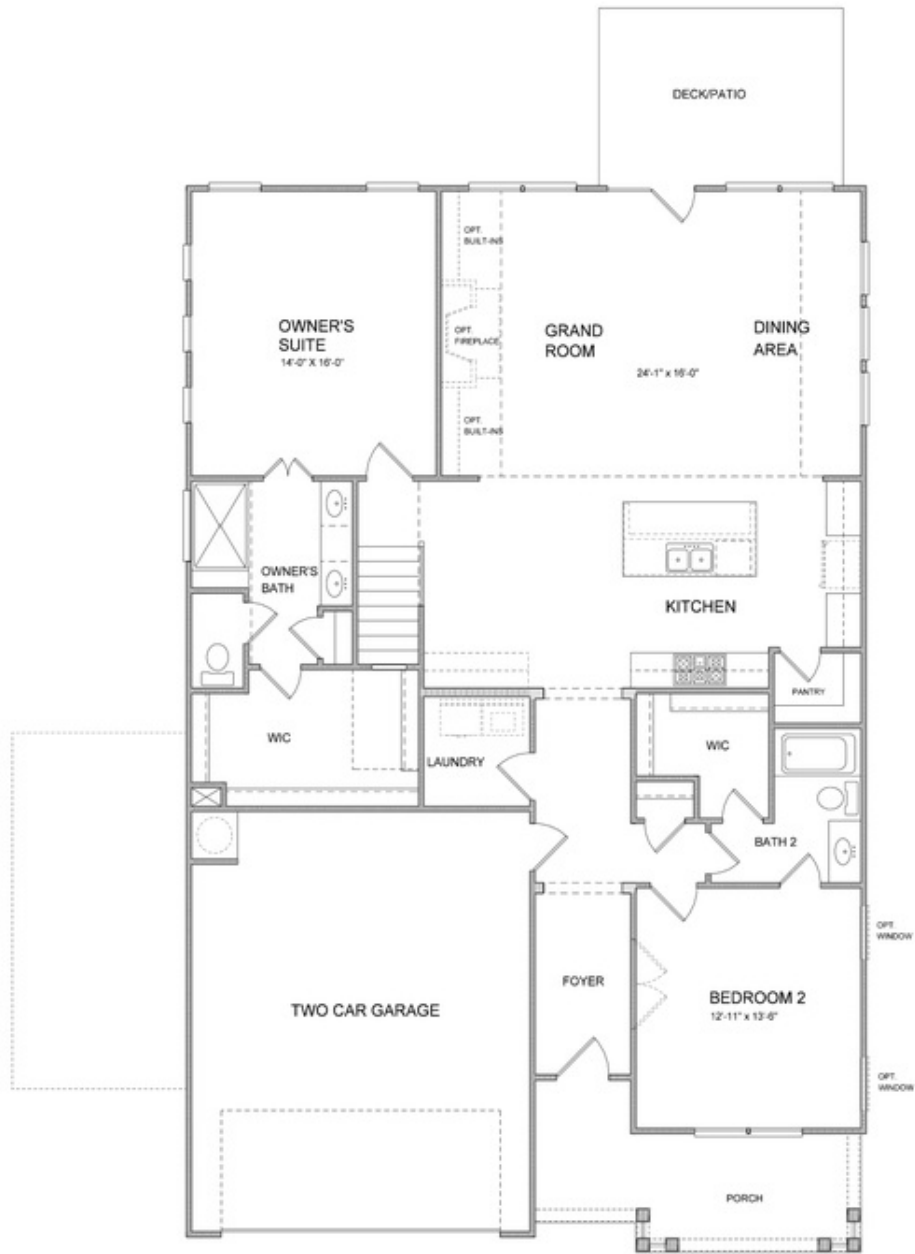 DECK/PATIO
OPT.
BUILT-INS
OWNER'S
SUITE
14'-0" X 16'-0"
OPT.
FIREPLACE
GRAND
ROOM
DINING
AREA
24'-1" x 16'-0"
OPT.
BUILT-INS
OWNER'S
BATH
KITCHEN
PANTRY
WIC
LAUNDRY
WIC
BATH 2
OPT.
WINDOW
FOYER
BEDROOM 2
12'-11" x 13'-6"
TWO CAR GARAGE
OPT.
WINDOW
PORCH